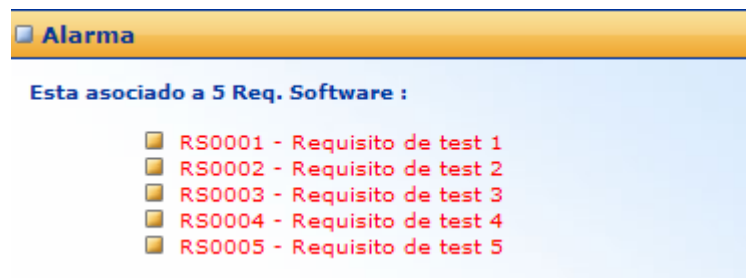 Alarma
Esta asociado a 5 Req. Software :
RS0001 - Requisito de test 1
RS0002 - Requisito de test 2
RS0003 - Requisito de test 3
RS0004 - Requisito de test 4
RS0005 - Requisito de test 5